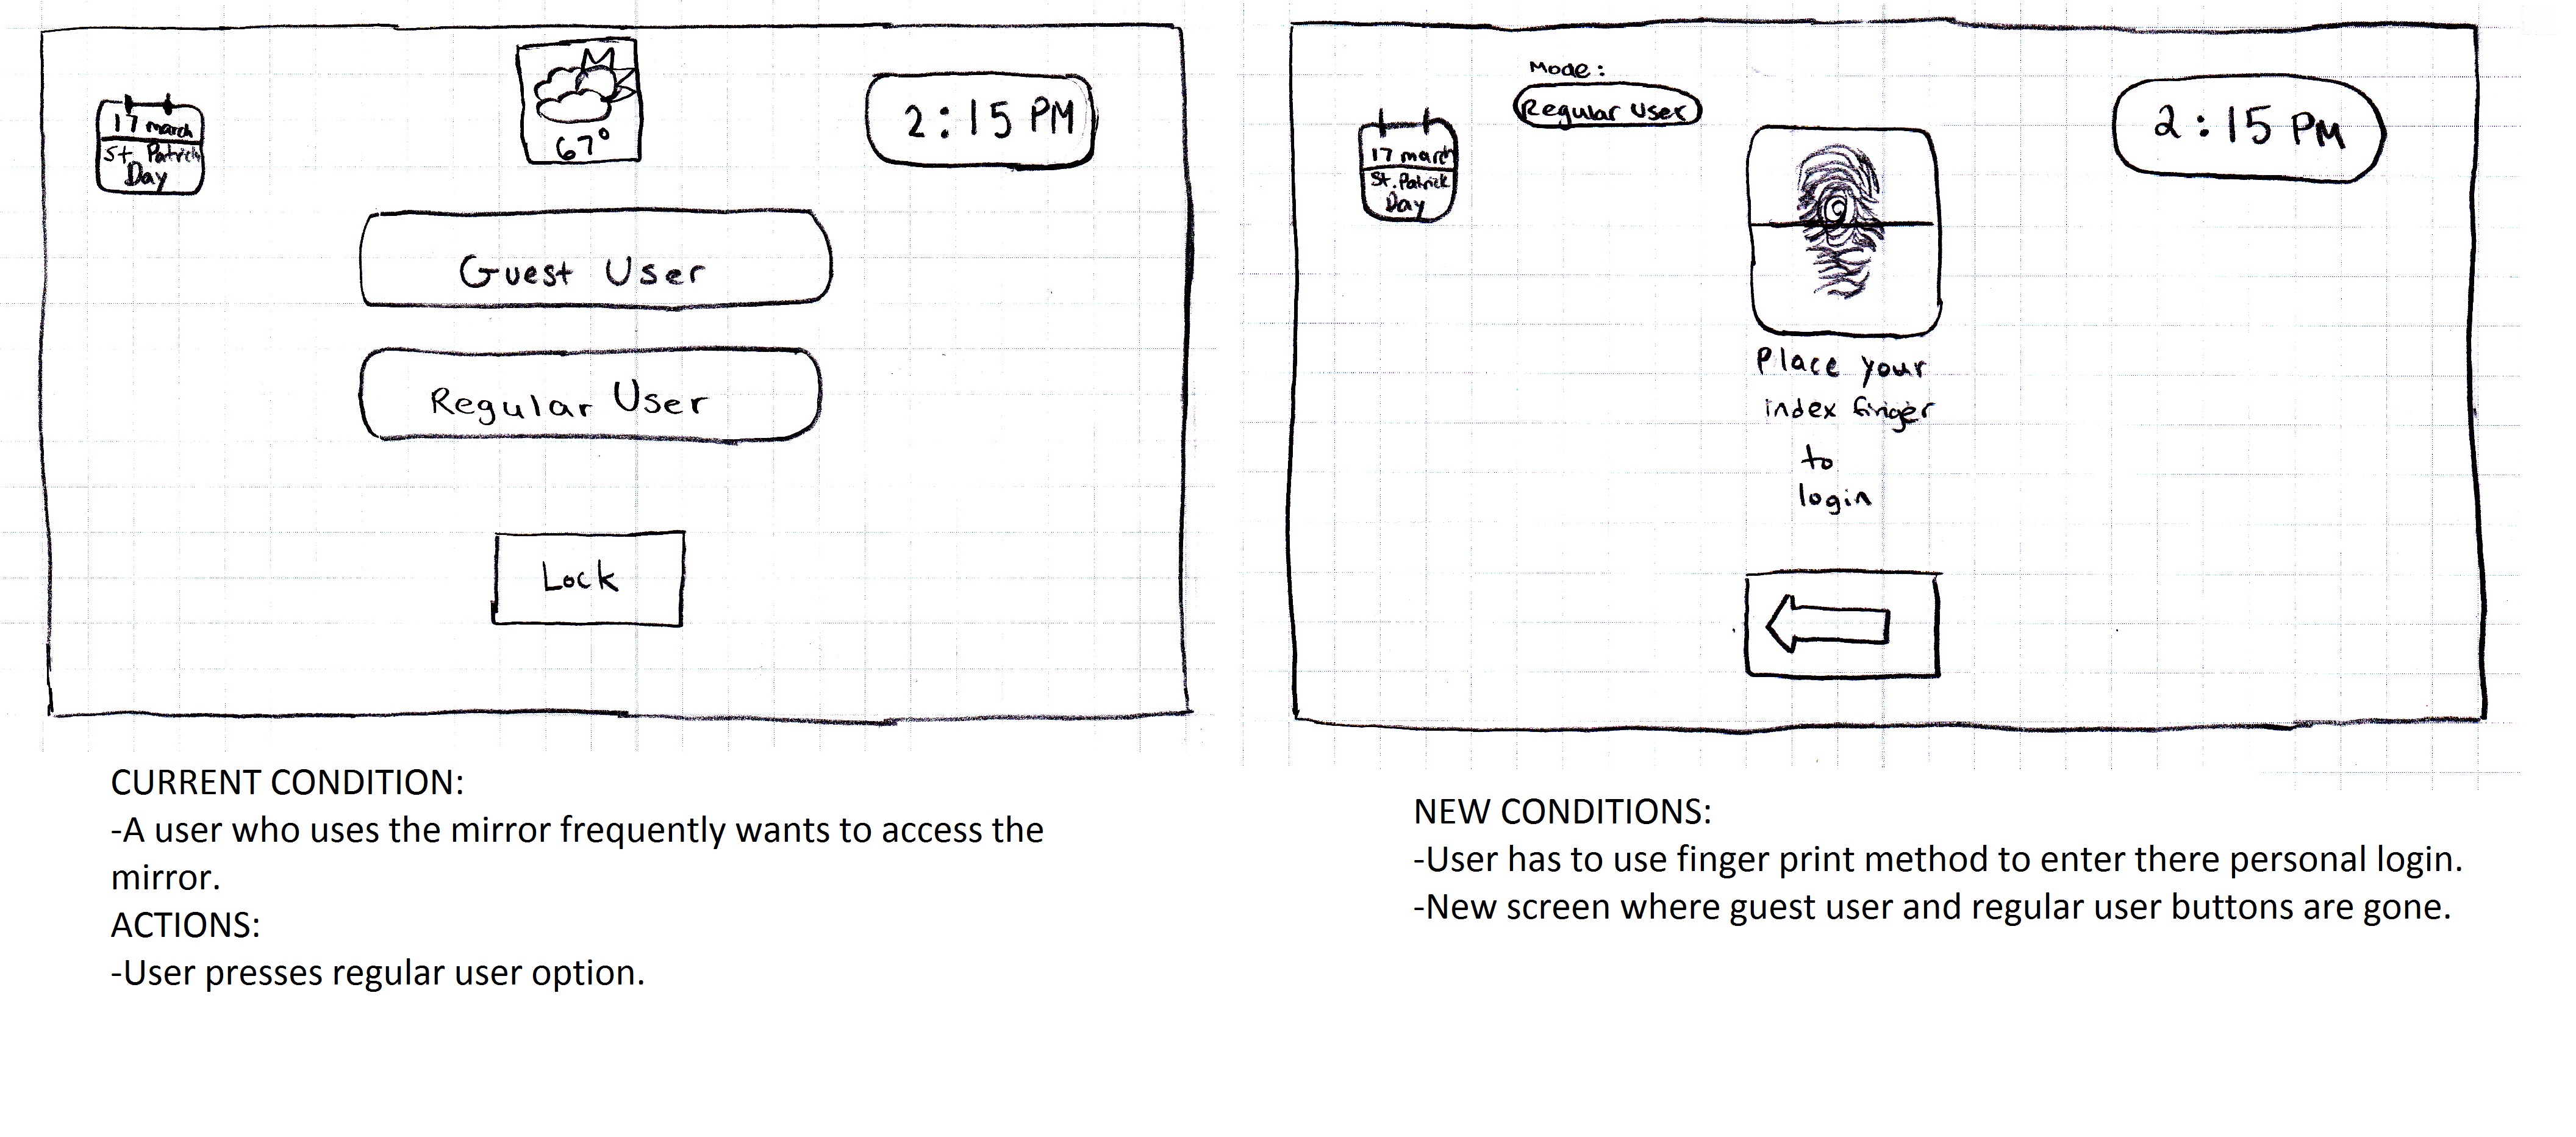 17 march
St. Patrick
Day
67°
2:15 PM
Guest User
Regular User
Lock
CURRENT CONDITION:
-A user who uses the mirror frequently wants to access the
mirror.
ACTIONS:
-User presses regular user option.
Mode:
Regular User
17 march
St. Patrick
Day
2:15 PM
Place your
index finger
to
login
NEW CONDITIONS:
-User has to use finger print method to enter there personal login.
-New screen where guest user and regular user buttons are gone.